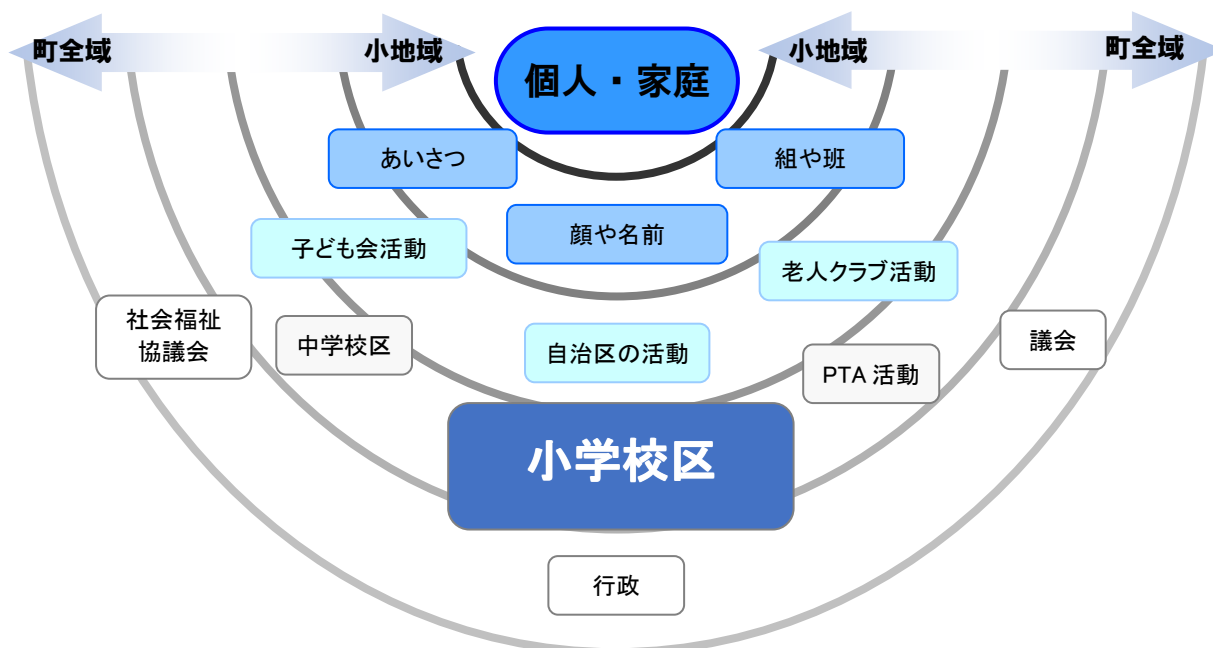 町全域
小地域
個人・家庭
小地域
町全域
あいさつ
組や班
顔や名前
子ども会活動
老人クラブ活動
社会福祉
協議会
中学校区
自治区の活動
PTA 活動
議会
小学校区
行政